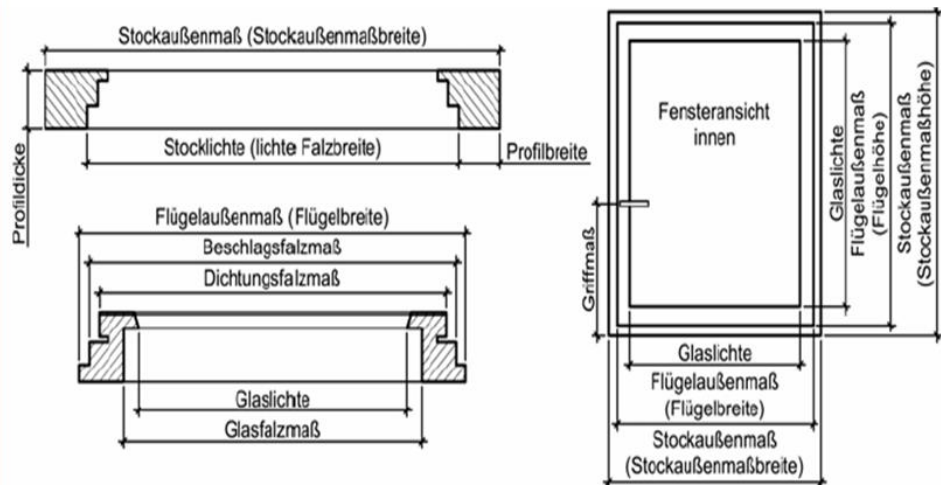 Stockaußenmaß (Stockaußenmaßbreite)
Profildicke
Stocklichte (lichte Falzbreite)
Profilbreite
Flügelaußenmaß (Flügelbreite)
Beschlagsfalzmaß
Dichtungsfalzmaß
Glaslichte
Glasfalzmaß
Fensteransicht
innen
Griffmaß
Glaslichte
Flügelaußenmaß
(Flügelhöhe)
Stockaußenmaß
(Stockaußenmaßhöhe)
Glaslichte
Flügelaußenmaß
(Flügelbreite)
Stockaußenmaß
(Stockaußenmaßbreite)